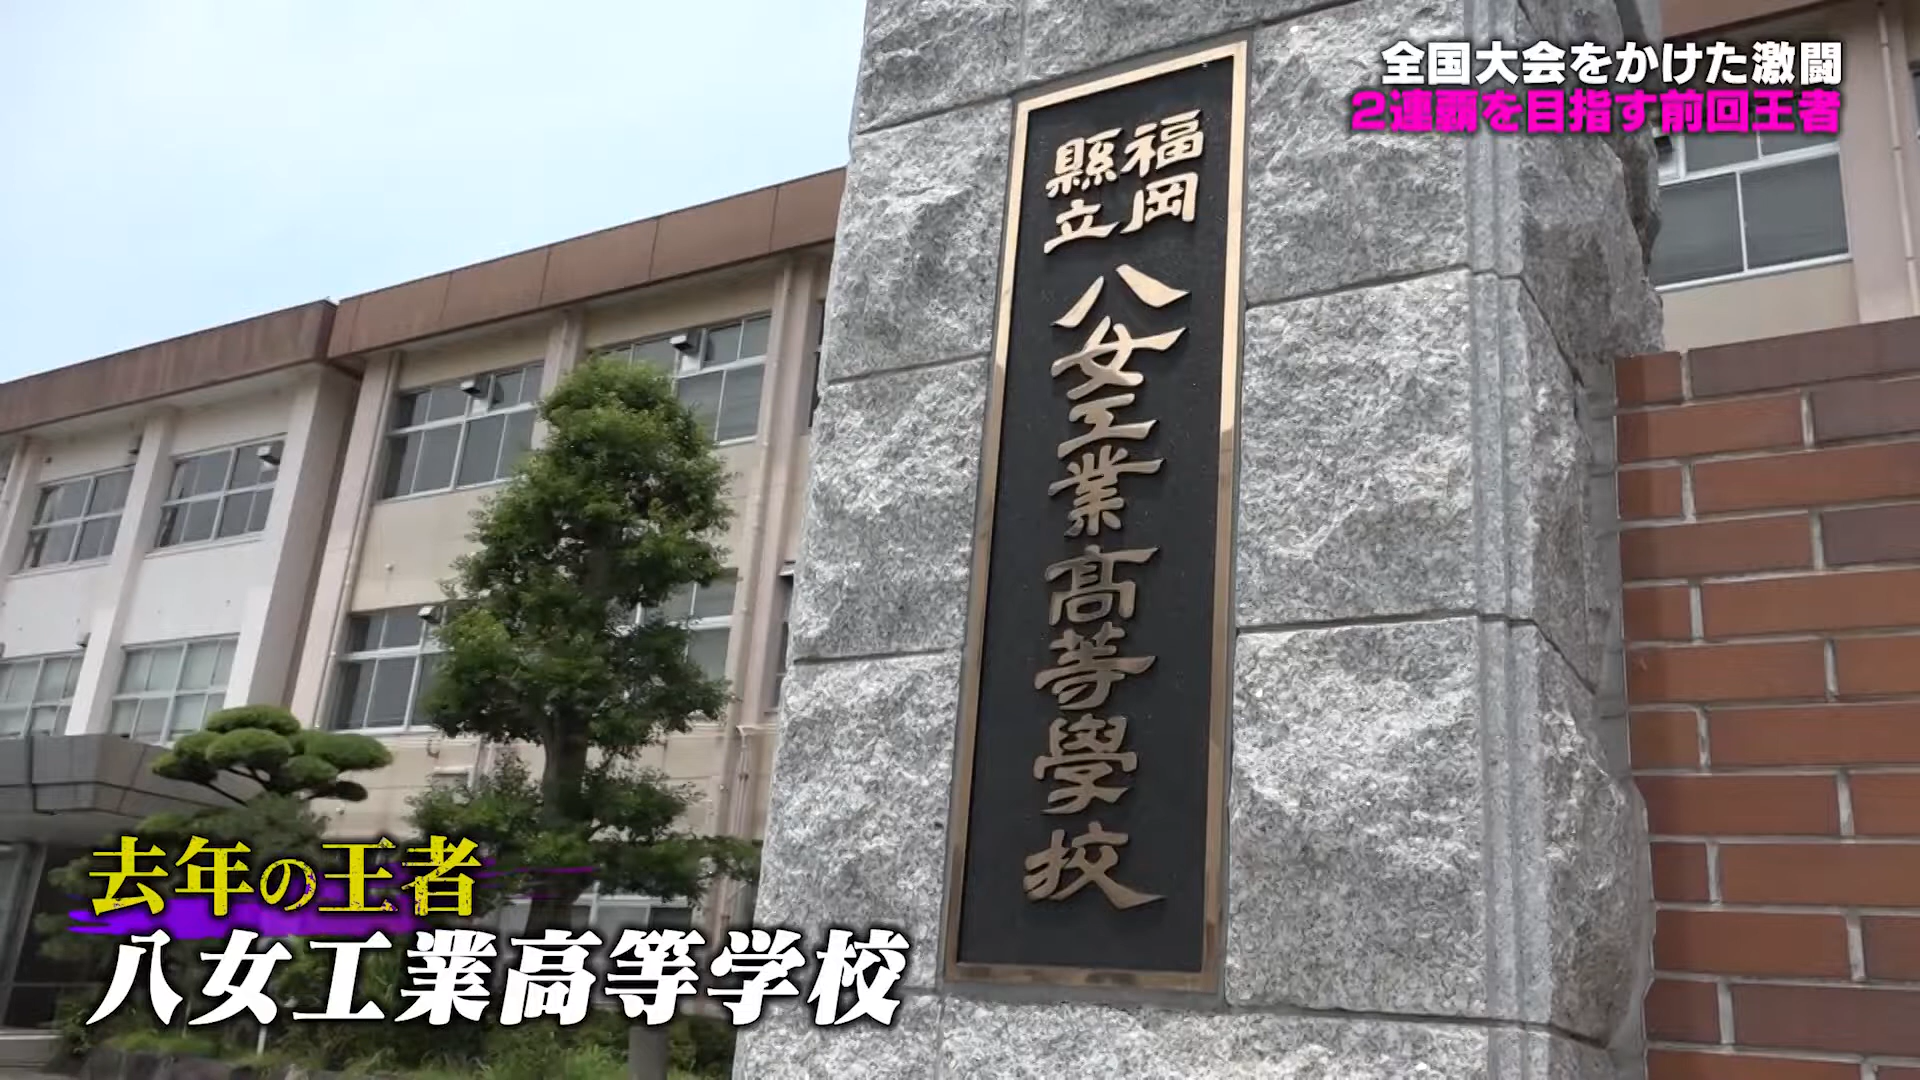 全国大会をかけた激闘
2連覇を目指す前回王者
福岡
縣立
八女工業髙等學校
去年の王者
八女工業高等学校